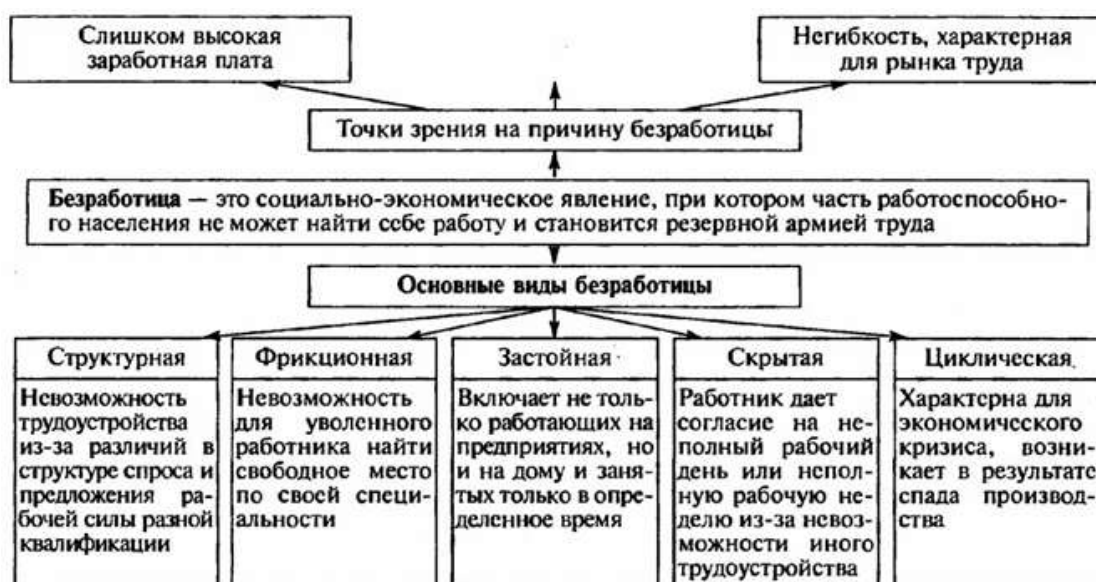 Слишком высокая
заработная плата
Негибкость, характерная
для рынка труда
Точки зрения на причину безработицы
Безработица — это социально-экономическое явление, при котором часть работоспособно-
го населения не может найти себе работу и становится резервной армией труда
Основные виды безработицы
Структурная
Невозможность
трудоустройства
из-за различий в
структуре спроса и
предложения ра-
бочей силы разной
квалификации
Фрикционная
Невозможность
для уволенного
работника найти
свободное место
по своей специ-
альности
Застойная
Включает не толь-
ко работающих на
предприятиях, но
и на дому и заня-
тых только в опре-
деленное время
Скрытая
Работник дает
согласие на не-
полный рабочий
день или непол-
ную рабочую не-
делю из-за невоз-
можности иного
трудоустройства
Циклическая
Характерна для
экономического
кризиса, возни-
кает в результате
спада производ-
ства